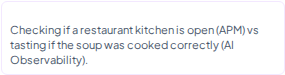 Checking if a restaurant kitchen is open (APM) vs
tasting if the soup was cooked correctly (AI
Observability).